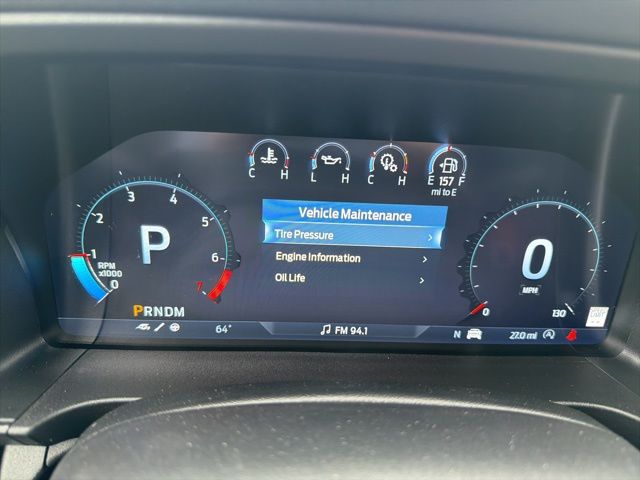 C H
L H
C H
E 157 F
mi to E
Vehicle Maintenance
Tire Pressure
Engine Information
Oil Life
1 2 3 4 5 6 7
RPM
x1000
0
P
0
MPH
0 130
PRNDM
64°
FM 94.1
N
27.0 mi